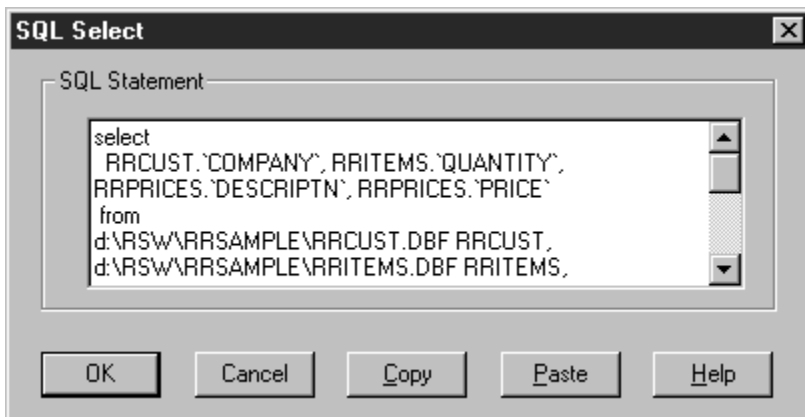 SQL Select
SQL Statement
select
RRCUST.`COMPANY`, RRITEMS.`QUANTITY`,
RRPRICES.`DESCRIPTN`, RRPRICES.`PRICE`
from
d:\RSW\RRSAMPLE\RRCUST.DBF RRCUST,
d:\RSW\RRSAMPLE\RRITEMS.DBF RRITEMS,
OK Cancel Copy Paste Help